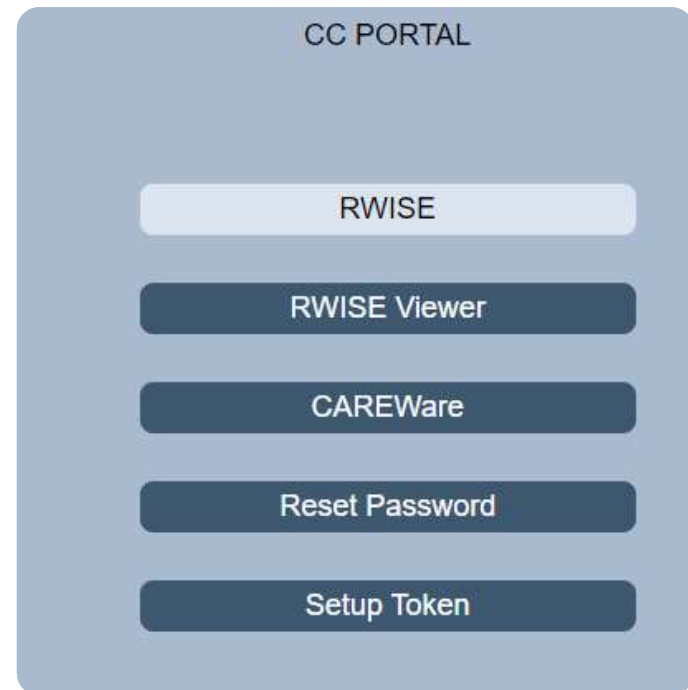 CC PORTAL
RWISE
RWISE Viewer
CAREWare
Reset Password
Setup Token